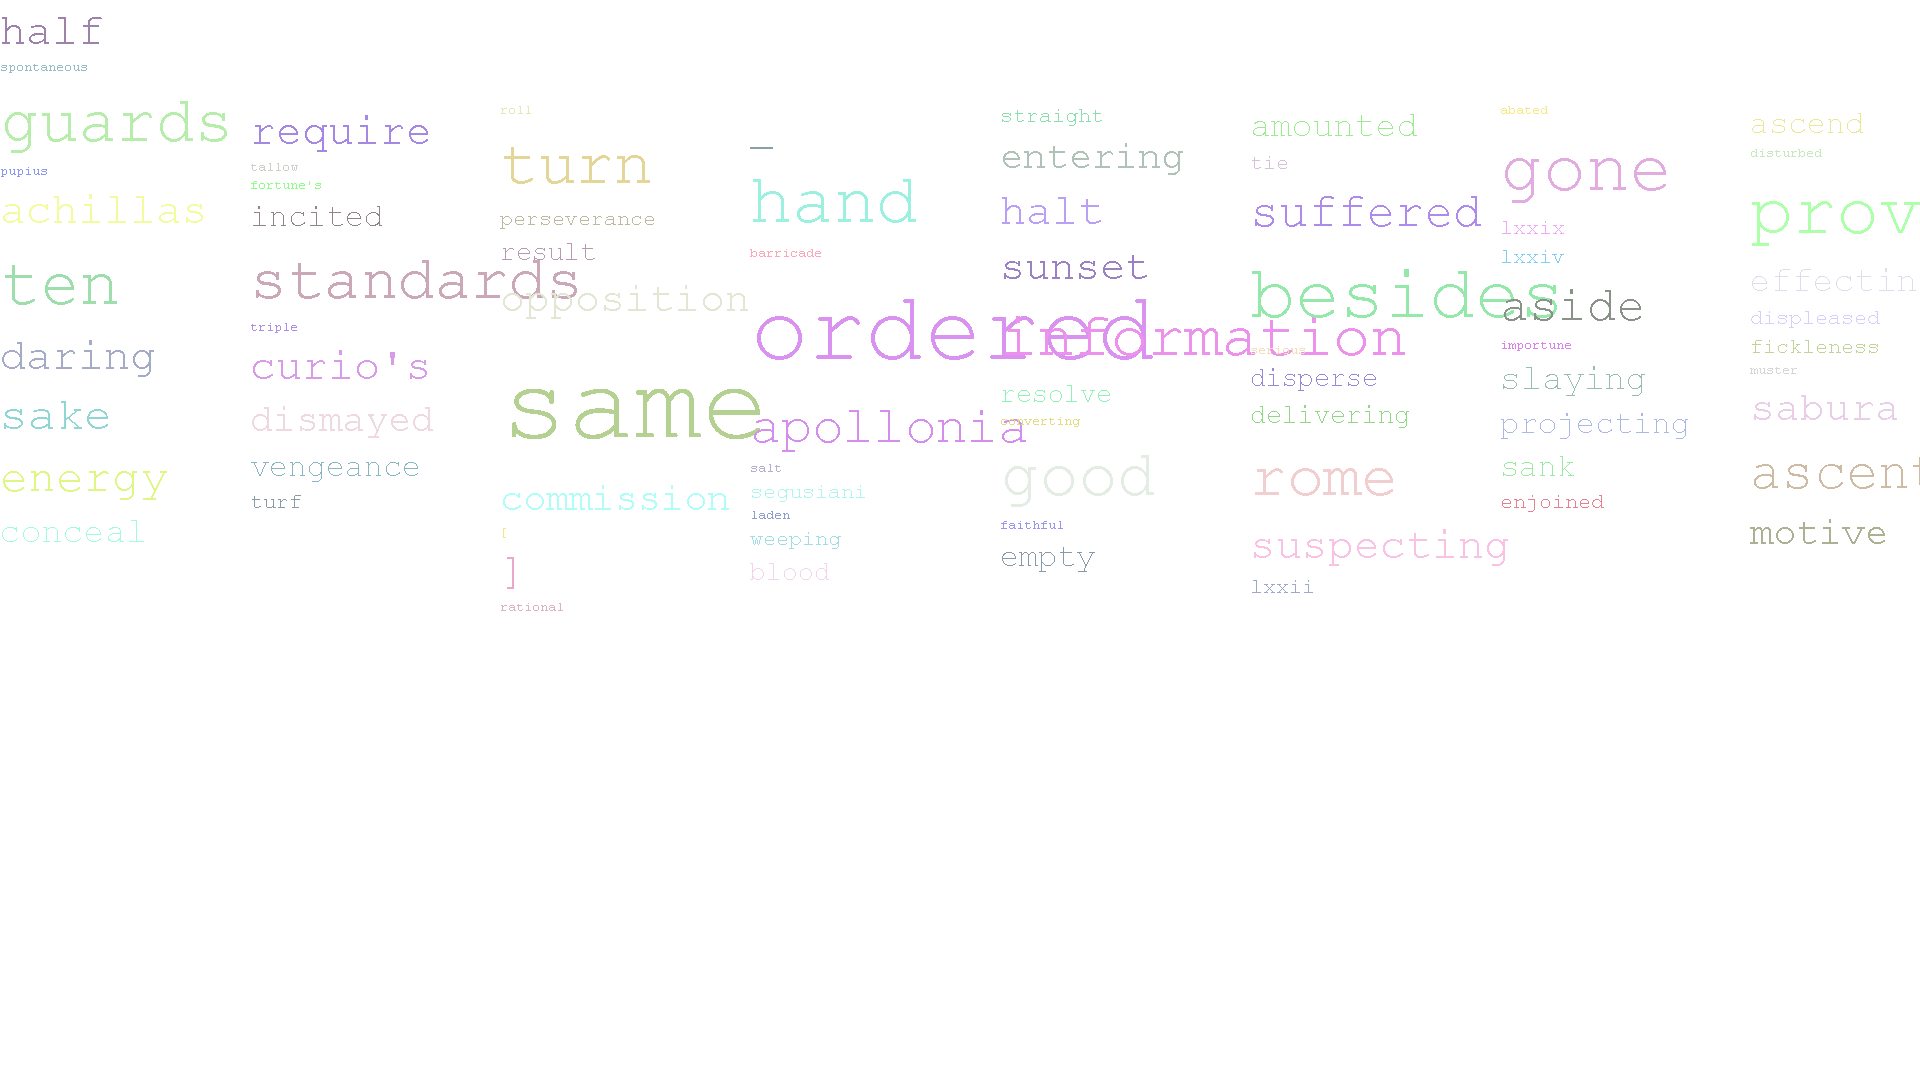 half
spontaneous
guards
pupius
achillas
ten
daring
sake
energy
conceal
require
tallow
fortune's
incited
standards
triple
curio's
dismayed
vengeance
turf
roll
turn
perseverance
result
opposition
same
commission
[
]
rational
—
hand
barricade
ordered
apollonia
salt
segusiani
laden
weeping
blood
straight
entering
halt
sunset
information
resolve
converting
good
faithful
empty
amounted
tie
suffered
besides
serious
disperse
delivering
rome
suspecting
lxxii
abated
gone
lxxix
lxxiv
aside
importune
slaying
projecting
sank
enjoined
ascend
disturbed
prov
effectin
displeased
fickleness
muster
sabura
ascent
motive